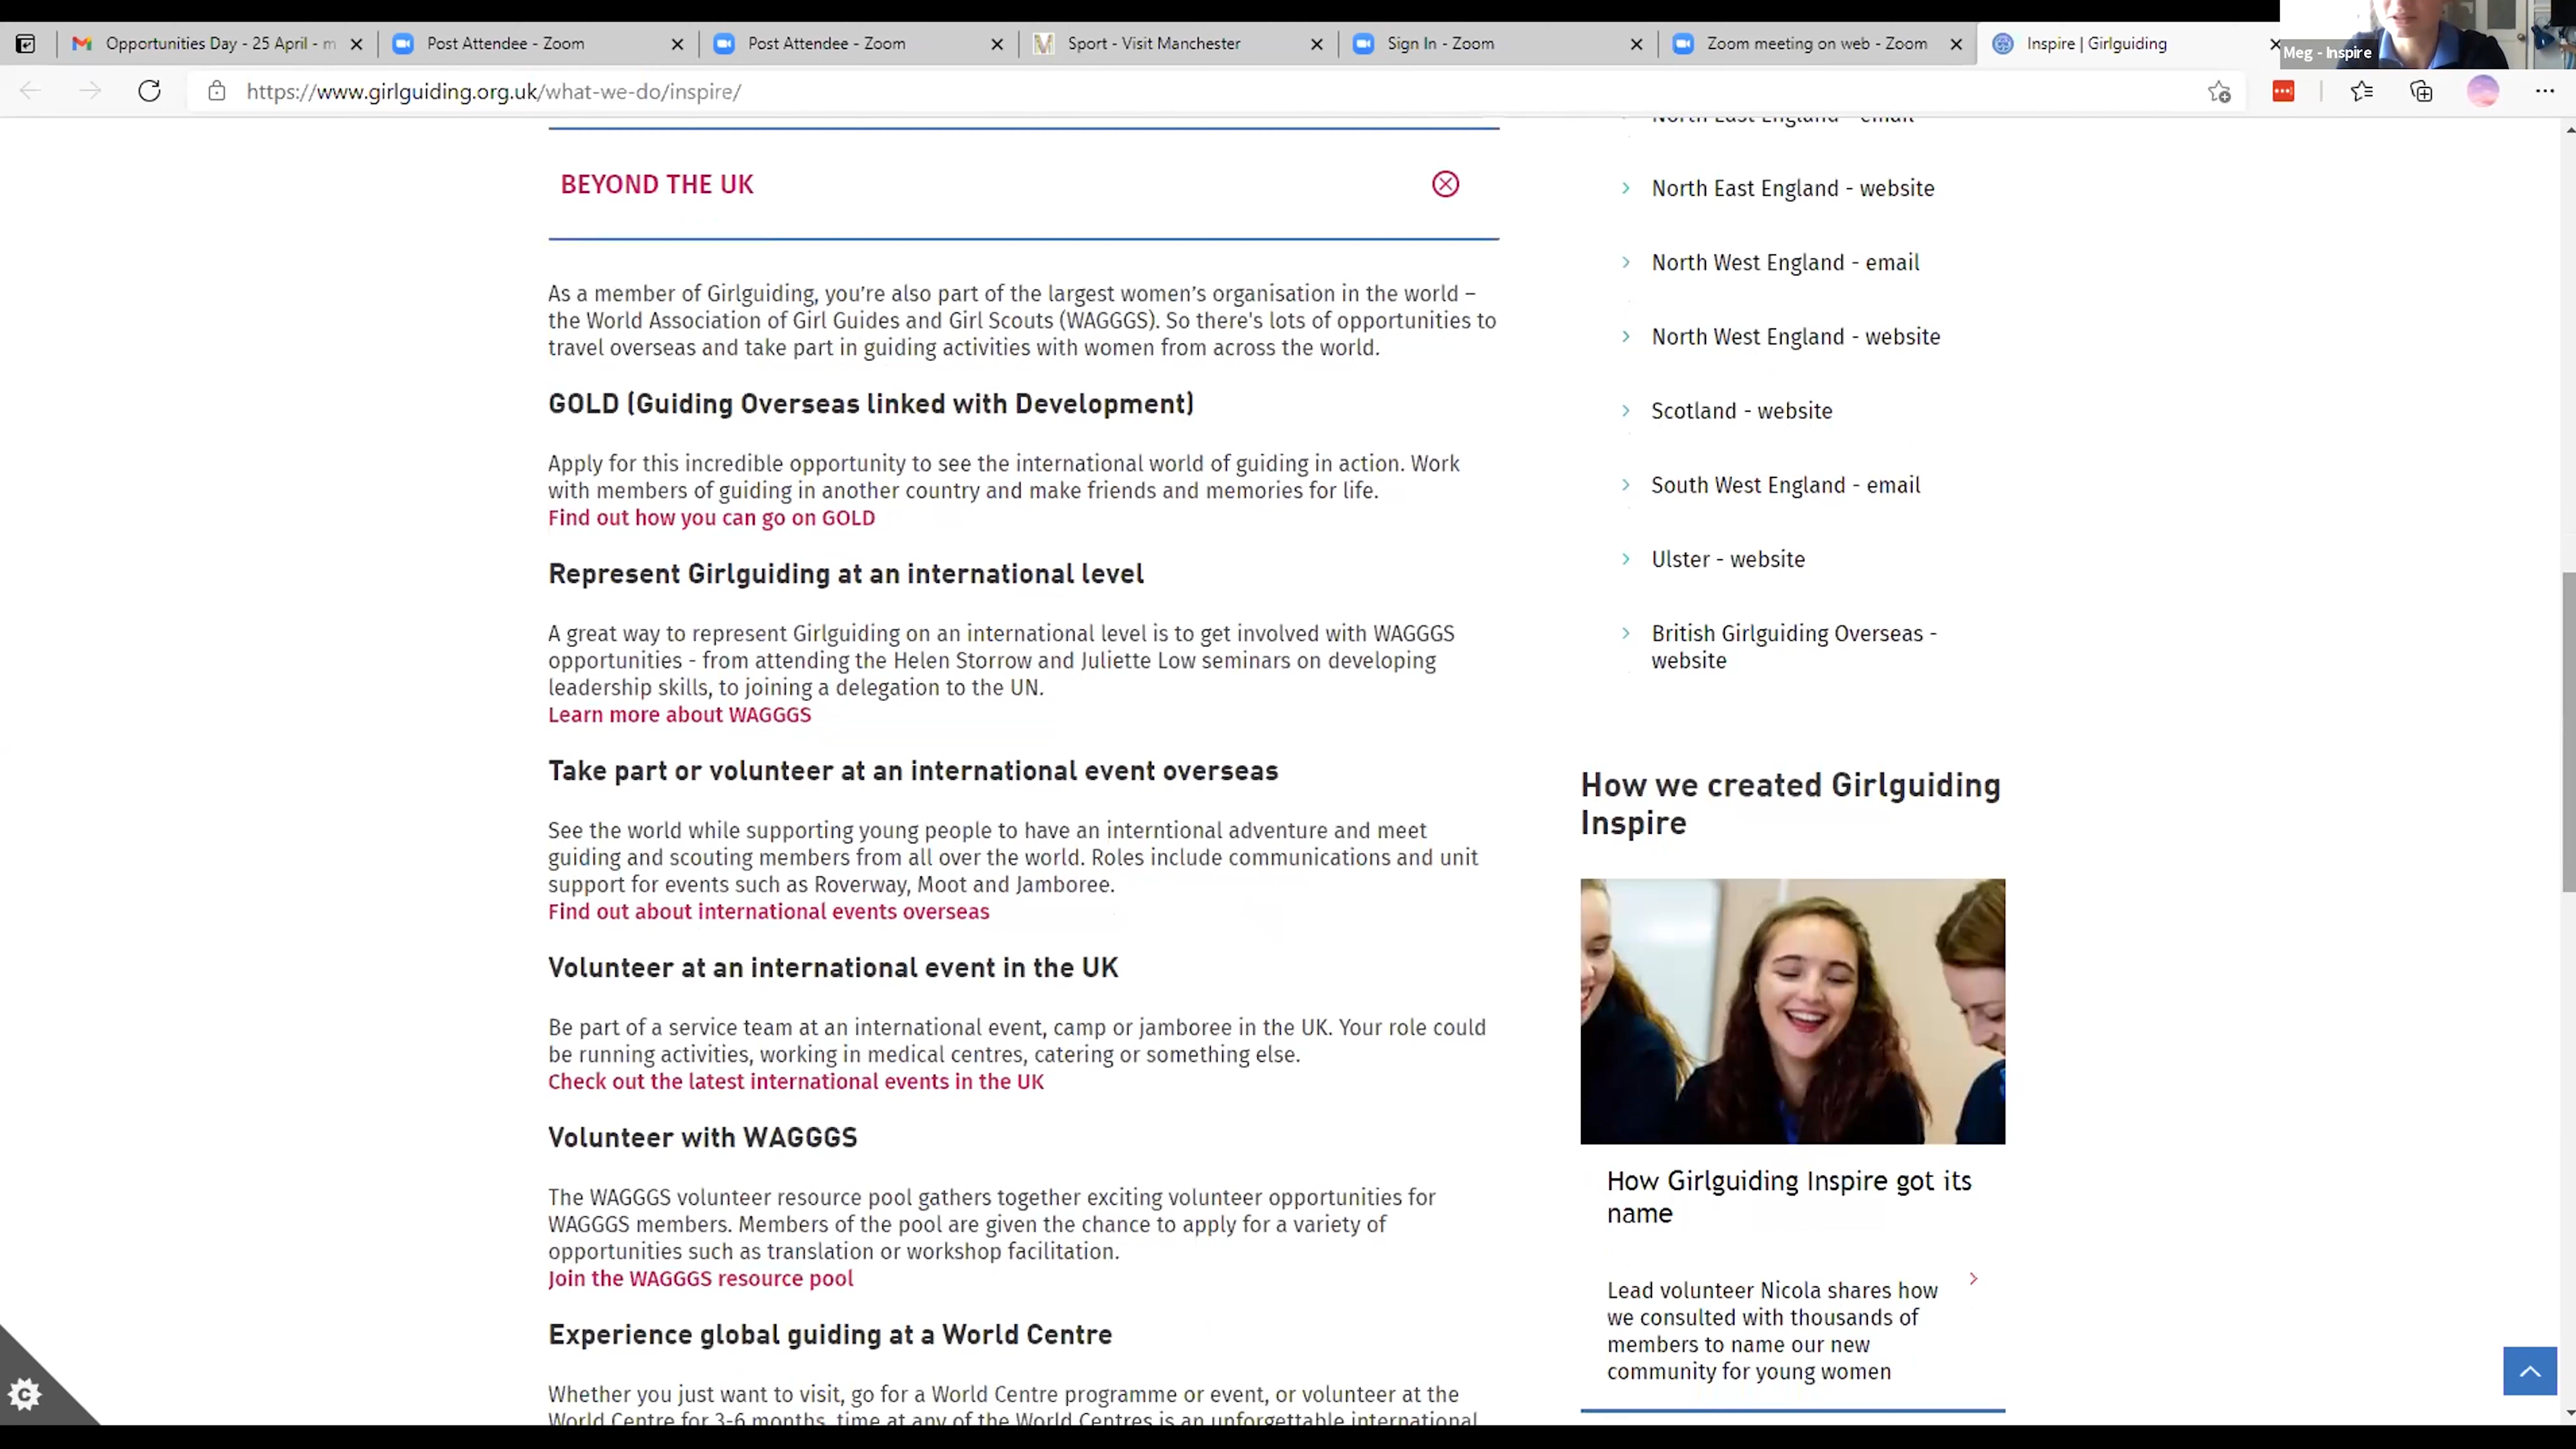 Opportunities Day - 25 April - m
Post Attendee - Zoom
Post Attendee - Zoom
Sport - Visit Manchester
Sign In - Zoom
Zoom meeting on web - Zoom
Inspire | Girlguiding
Meg - Inspire
https://www.girlguiding.org.uk/what-we-do/inspire/
BEYOND THE UK
As a member of Girlguiding, you're also part of the largest women's organisation in the world –
the World Association of Girl Guides and Girl Scouts (WAGGGS). So there's lots of opportunities to
travel overseas and take part in guiding activities with women from across the world.
GOLD (Guiding Overseas linked with Development)
Apply for this incredible opportunity to see the international world of guiding in action. Work
with members of guiding in another country and make friends and memories for life.
Find out how you can go on GOLD
Represent Girlguiding at an international level
A great way to represent Girlguiding on an international level is to get involved with WAGGGS
opportunities - from attending the Helen Storrow and Juliette Low seminars on developing
leadership skills, to joining a delegation to the UN.
Learn more about WAGGGS
Take part or volunteer at an international event overseas
See the world while supporting young people to have an interntional adventure and meet
guiding and scouting members from all over the world. Roles include communications and unit
support for events such as Roverway, Moot and Jamboree.
Find out about international events overseas
Volunteer at an international event in the UK
Be part of a service team at an international event, camp or jamboree in the UK. Your role could
be running activities, working in medical centres, catering or something else.
Check out the latest international events in the UK
Volunteer with WAGGGS
The WAGGGS volunteer resource pool gathers together exciting volunteer opportunities for
WAGGGS members. Members of the pool are given the chance to apply for a variety of
opportunities such as translation or workshop facilitation.
Join the WAGGGS resource pool
Experience global guiding at a World Centre
Whether you just want to visit, go for a World Centre programme or event, or volunteer at the
World Centre for 3-6 months, time at any of the World Centres is an unforgettable international
North East England - email
North East England - website
North West England - email
North West England - website
Scotland - website
South West England - email
Ulster - website
British Girlguiding Overseas -
website
How we created Girlguiding
Inspire
How Girlguiding Inspire got its
name
Lead volunteer Nicola shares how
we consulted with thousands of
members to name our new
community for young women